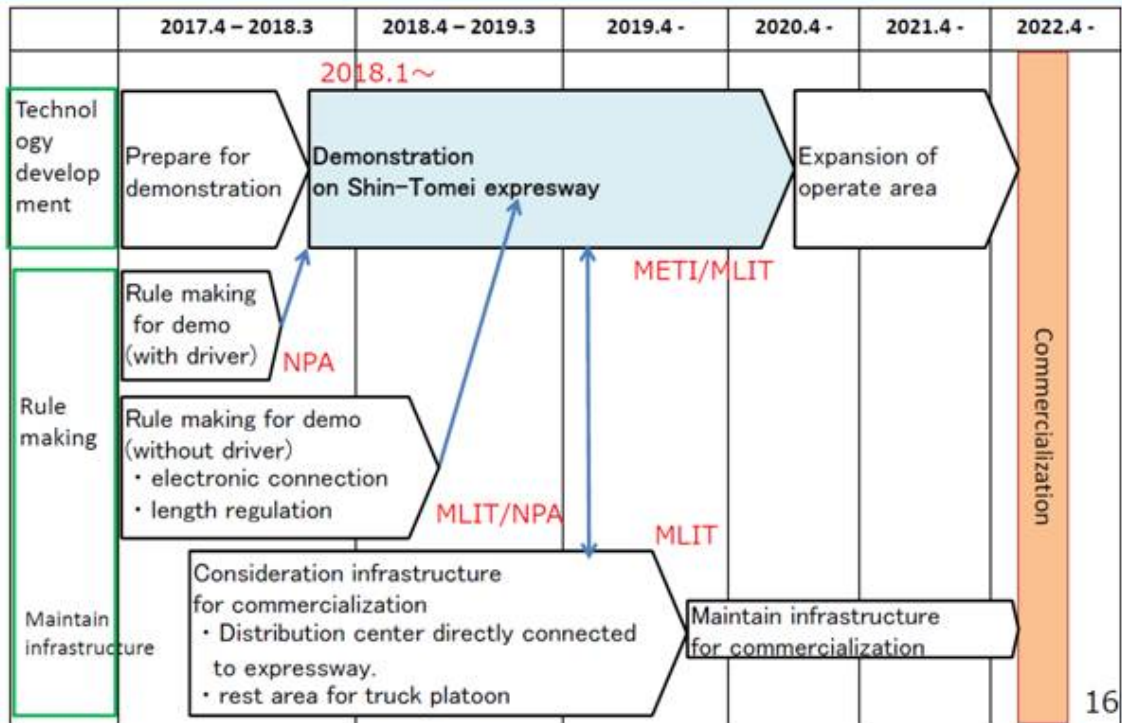 2017.4 – 2018.3
2018.4 – 2019.3
2019.4 -
2020.4 -
2021.4 -
2022.4 -
2018.1～
Technol
ogy
develop
ment
Prepare for
demonstration
Demonstration
on Shin-Tomei expresway
Expansion of
operate area
METI/MLIT
Rule making
for demo
(with driver)
NPA
Rule
making
Rule making for demo
(without driver)
・electronic connection
・length regulation
MLIT/NPA
MLIT
Maintain
infrastructure
Consideration infrastructure
for commercialization
・Distribution center directly connected
to expressway.
・rest area for truck platoon
Maintain infrastructure
for commercialization
Commercialization
16